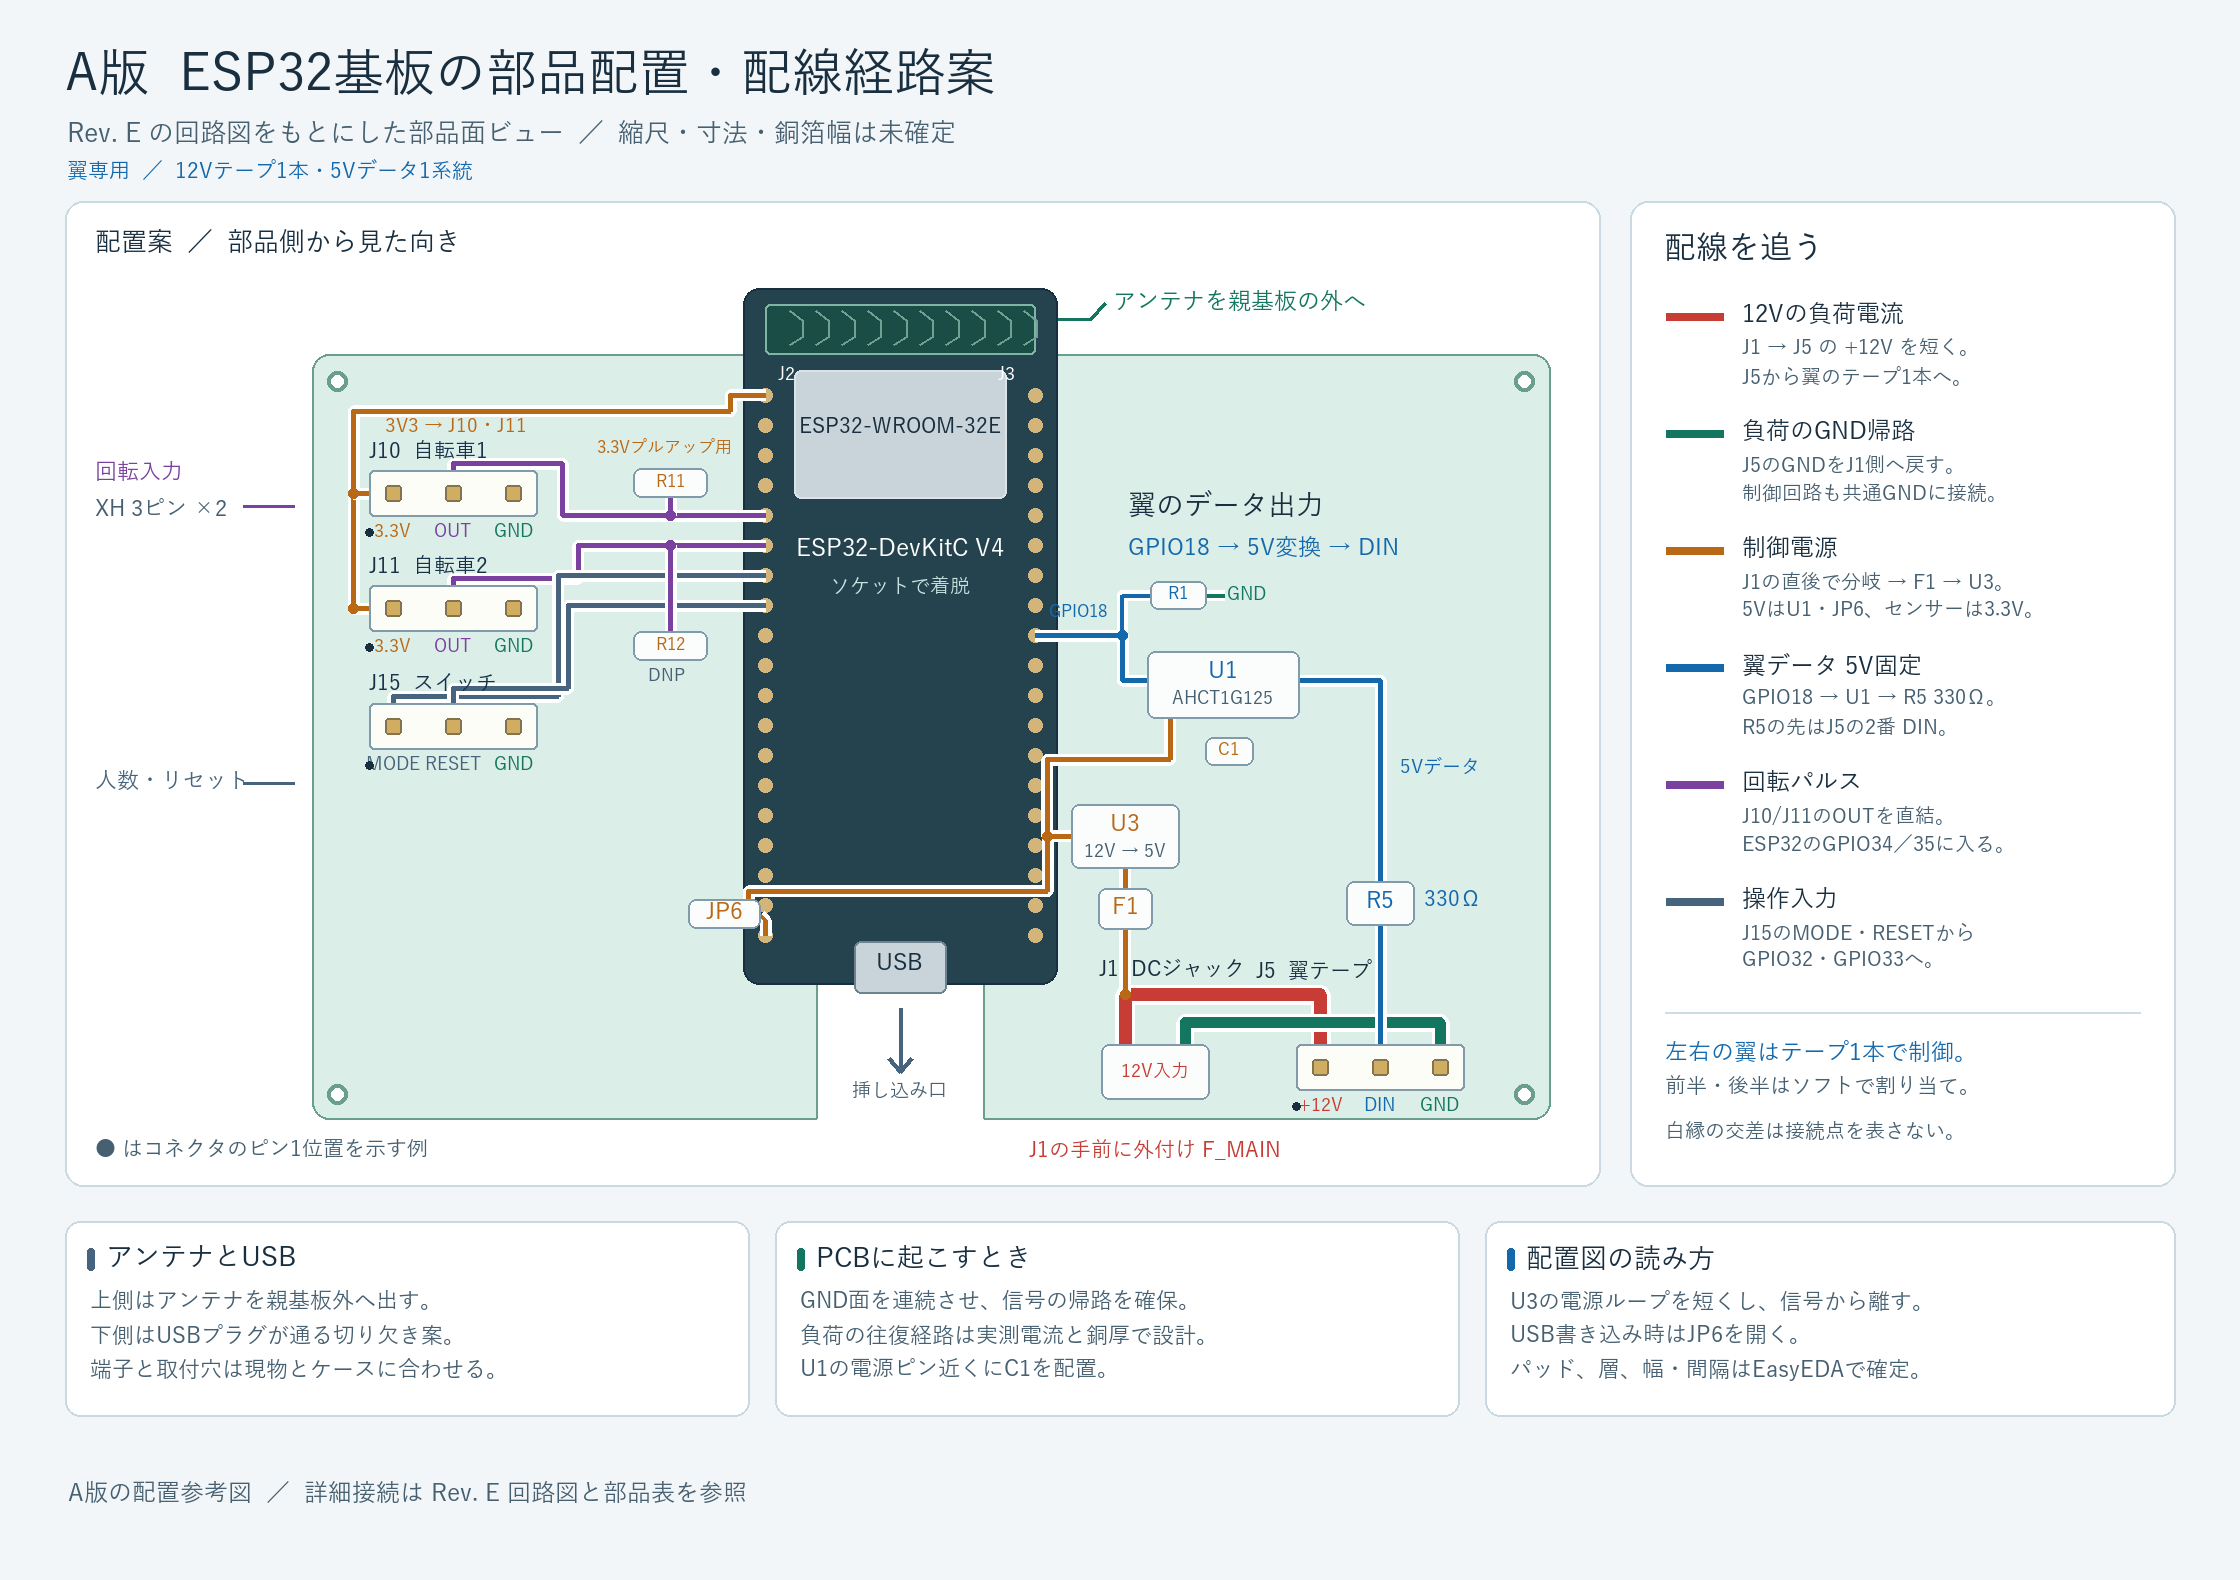 A版 ESP32基板の部品配置・配線経路案
Rev. E の回路図をもとにした部品面ビュー ／ 縮尺・寸法・銅箔幅は未確定
翼専用 ／ 12Vテープ1本・5Vデータ1系統
配置案 ／ 部品側から見た向き
アンテナを親基板の外へ
J2
J3
ESP32-WROOM-32E
3V3 → J10・J11
J10 自転車1
3.3Vプルアップ用
R11
回転入力
XH 3ピン ×2
3.3V OUT GND
J11 自転車2
3.3V OUT GND
R12
DNP
J15 スイッチ
MODE RESET GND
人数・リセット
ESP32-DevKitC V4
ソケットで着脱
翼のデータ出力
GPIO18 → 5V変換 → DIN
R1
GND
GPIO18
U1
AHCT1G125
C1
5Vデータ
U3
12V → 5V
JP6
F1
R5
330Ω
USB
J1 DCジャック
J5 翼テープ
12V入力
挿し込み口
+12V DIN GND
● はコネクタのピン1位置を示す例
J1の手前に外付け F_MAIN
配線を追う
12Vの負荷電流
J1 → J5 の +12V を短く。
J5から翼のテープ1本へ。
負荷のGND帰路
J5のGNDをJ1側へ戻す。
制御回路も共通GNDに接続。
制御電源
J1の直後で分岐 → F1 → U3。
5VはU1・JP6、センサーは3.3V。
翼データ 5V固定
GPIO18 → U1 → R5 330Ω。
R5の先はJ5の2番 DIN。
回転パルス
J10/J11のOUTを直結。
ESP32のGPIO34／35に入る。
操作入力
J15のMODE・RESETから
GPIO32・GPIO33へ。
左右の翼はテープ1本で制御。
前半・後半はソフトで割り当て。
白縁の交差は接続点を表さない。
アンテナとUSB
上側はアンテナを親基板外へ出す。
下側はUSBプラグが通る切り欠き案。
端子と取付穴は現物とケースに合わせる。
PCBに起こすとき
GND面を連続させ、信号の帰路を確保。
負荷の往復経路は実測電流と銅厚で設計。
U1の電源ピン近くにC1を配置。
配置図の読み方
U3の電源ループを短くし、信号から離す。
USB書き込み時はJP6を開く。
パッド、層、幅・間隔はEasyEDAで確定。
A版の配置参考図 ／ 詳細接続は Rev. E 回路図と部品表を参照